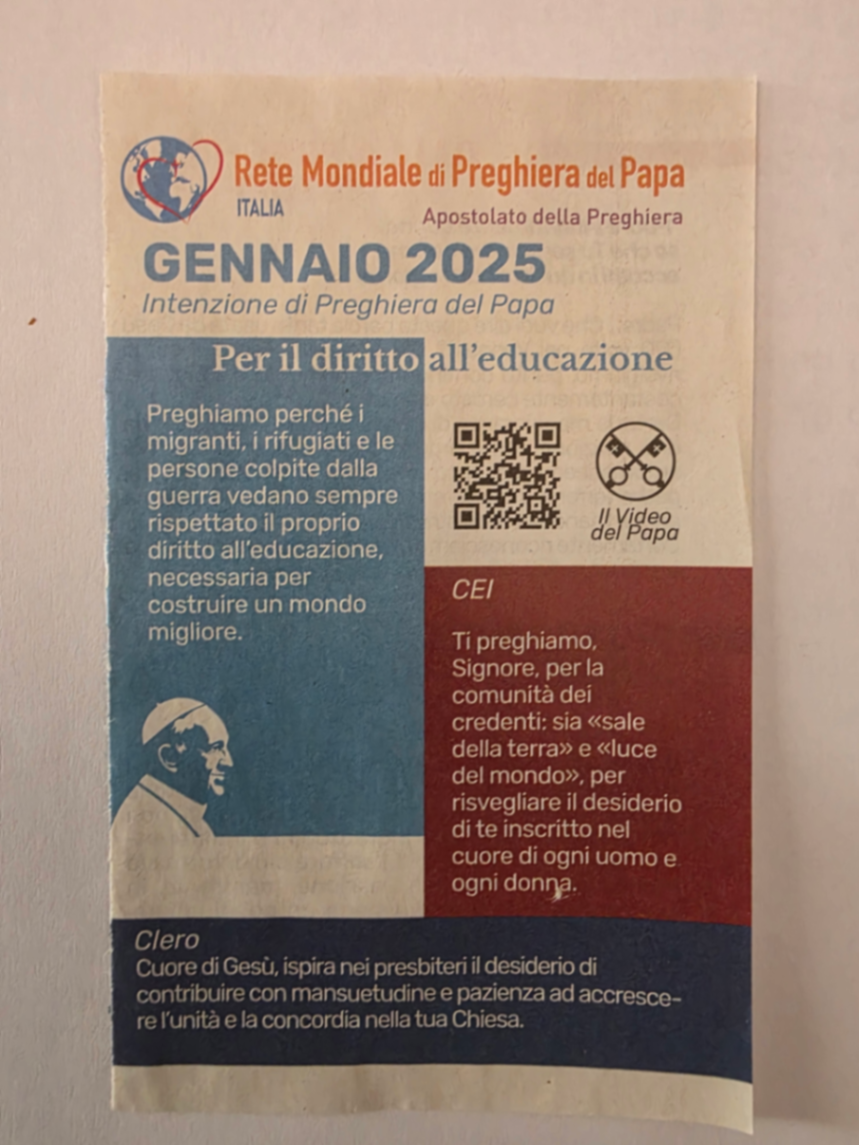 Rete Mondiale di Preghiera del Papa
ITALIA
Apostolato della Preghiera
GENNAIO 2025
Intenzione di Preghiera del Papa
Per il diritto all'educazione
Preghiamo perché i
migranti, i rifugiati e le
persone colpite dalla
guerra vedano sempre
rispettato il proprio
diritto all'educazione,
necessaria per
costruire un mondo
migliore.
Il Video
del Papa
CEI
Ti preghiamo,
Signore, per la
comunità dei
credenti: sia «sale
della terra» e «luce
del mondo», per
risvegliare il desiderio
di te inscritto nel
cuore di ogni uomo e
ogni donna.
Clero
Cuore di Gesù, ispira nei presbiteri il desiderio di
contribuire con mansuetudine e pazienza ad accresce-
re l'unità e la concordia nella tua Chiesa.